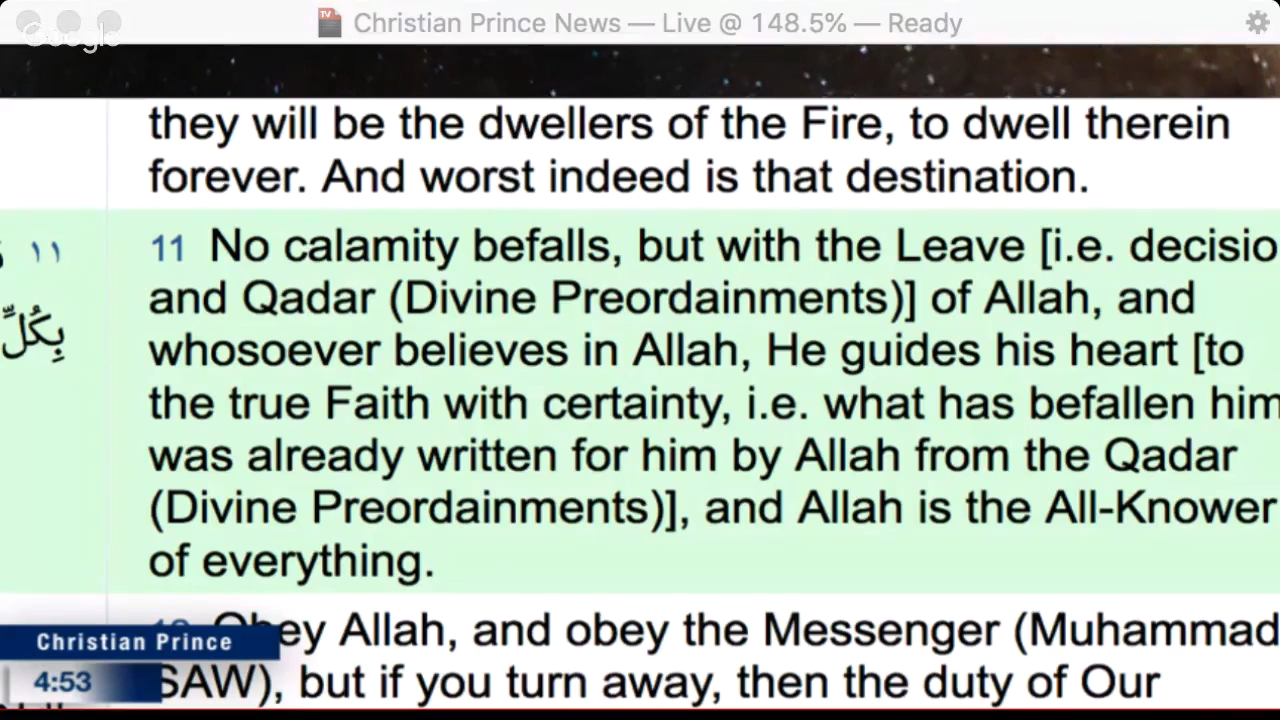 Christian Prince News — Live @ 148.5% — Ready
Google
they will be the dwellers of the Fire, to dwell therein
forever. And worst indeed is that destination.
١١
11 No calamity befalls, but with the Leave [i.e. decisio
and Qadar (Divine Preordainments)] of Allah, and
بِكُلِّ
whosoever believes in Allah, He guides his heart [to
the true Faith with certainty, i.e. what has befallen him
was already written for him by Allah from the Qadar
(Divine Preordainments)], and Allah is the All-Knower
of everything.
12 Obey Allah, and obey the Messenger (Muhammad
SAW), but if you turn away, then the duty of Our
Christian Prince
4:53